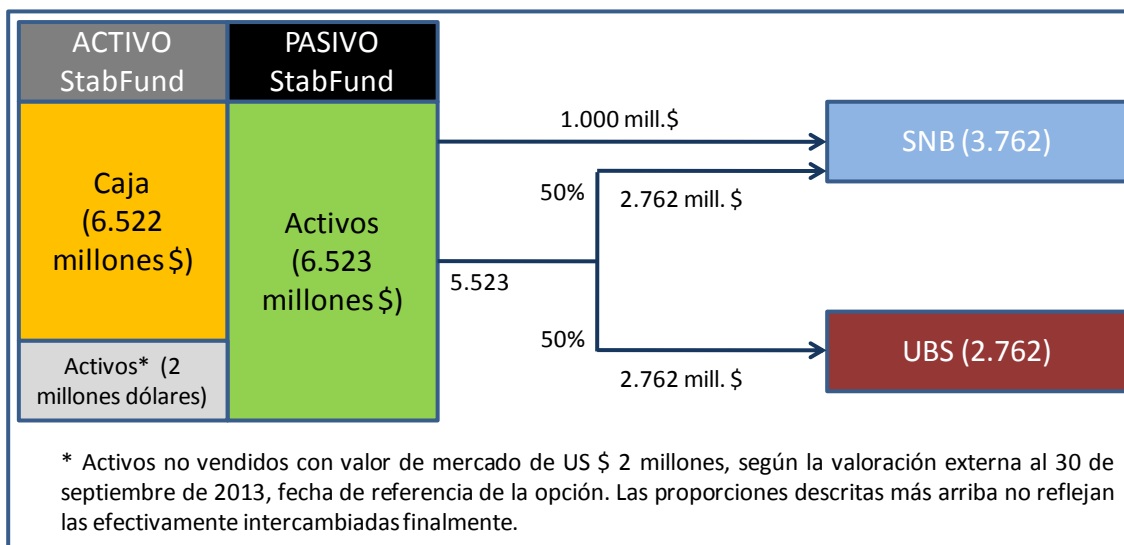 ACTIVO
StabFund
PASIVO
StabFund
Caja
(6.522
millones $)
Activos* (2
millones dólares)
Activos
(6.523
millones $)
1.000 mill.$
50%
2.762 mill. $
5.523
50%
2.762 mill. $
SNB (3.762)
UBS (2.762)
* Activos no vendidos con valor de mercado de US $ 2 millones, según la valoración externa al 30 de
septiembre de 2013, fecha de referencia de la opción. Las proporciones descritas más arriba no reflejan
las efectivamente intercambiadas finalmente.